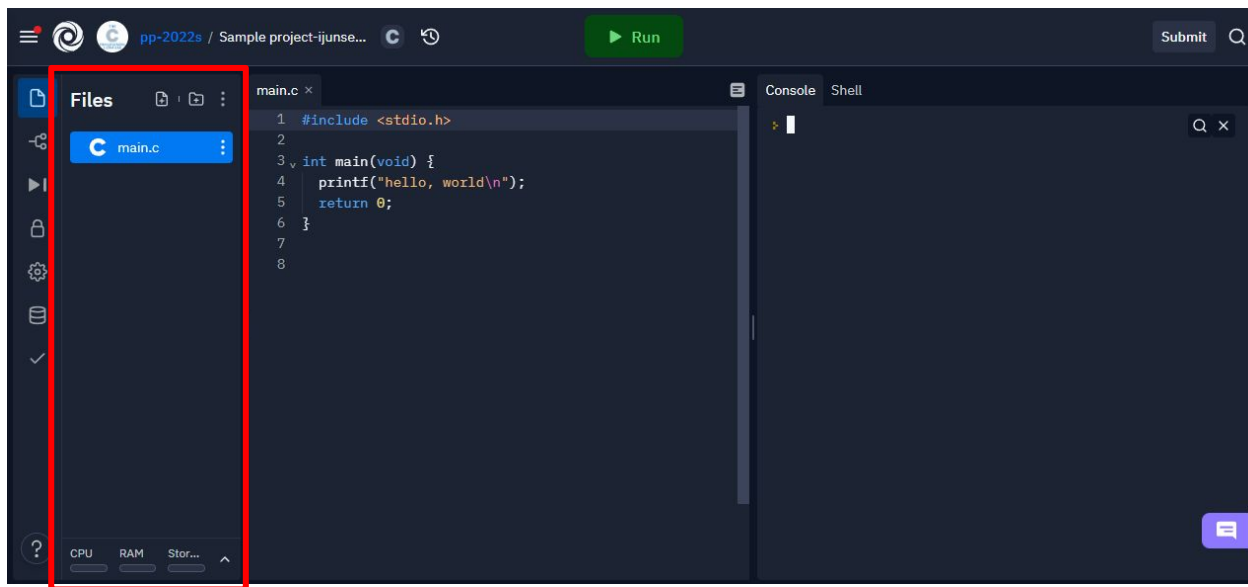 pp-2022s / Sample project-ijunse... C
Run
Submit
Files
C main.c
CPU RAM Stor...
main.c ×
1 #include <stdio.h>
2
3 int main(void) {
4 printf("hello, world\n");
5 return 0;
6 }
7
8
Console Shell
?